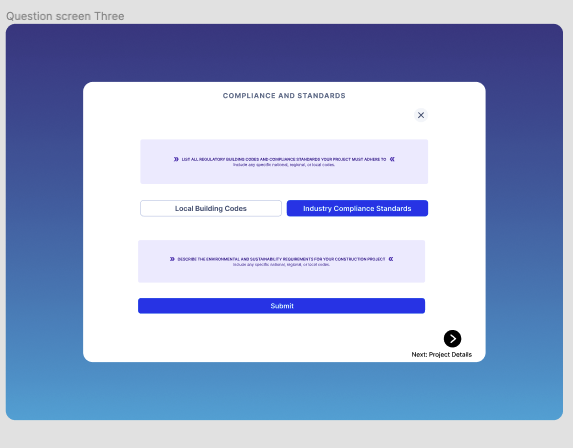 Question screen Three
COMPLIANCE AND STANDARDS
» LIST ALL REGULATORY BUILDING CODES AND COMPLIANCE STANDARDS YOUR PROJECT MUST ADHERE TO «
Include any specific national, regional, or local codes.
Local Building Codes
Industry Compliance Standards
» DESCRIBE THE ENVIRONMENTAL AND SUSTAINABILITY REQUIREMENTS FOR YOUR CONSTRUCTION PROJECT «
Include any specific national, regional, or local codes.
Submit
Next: Project Details